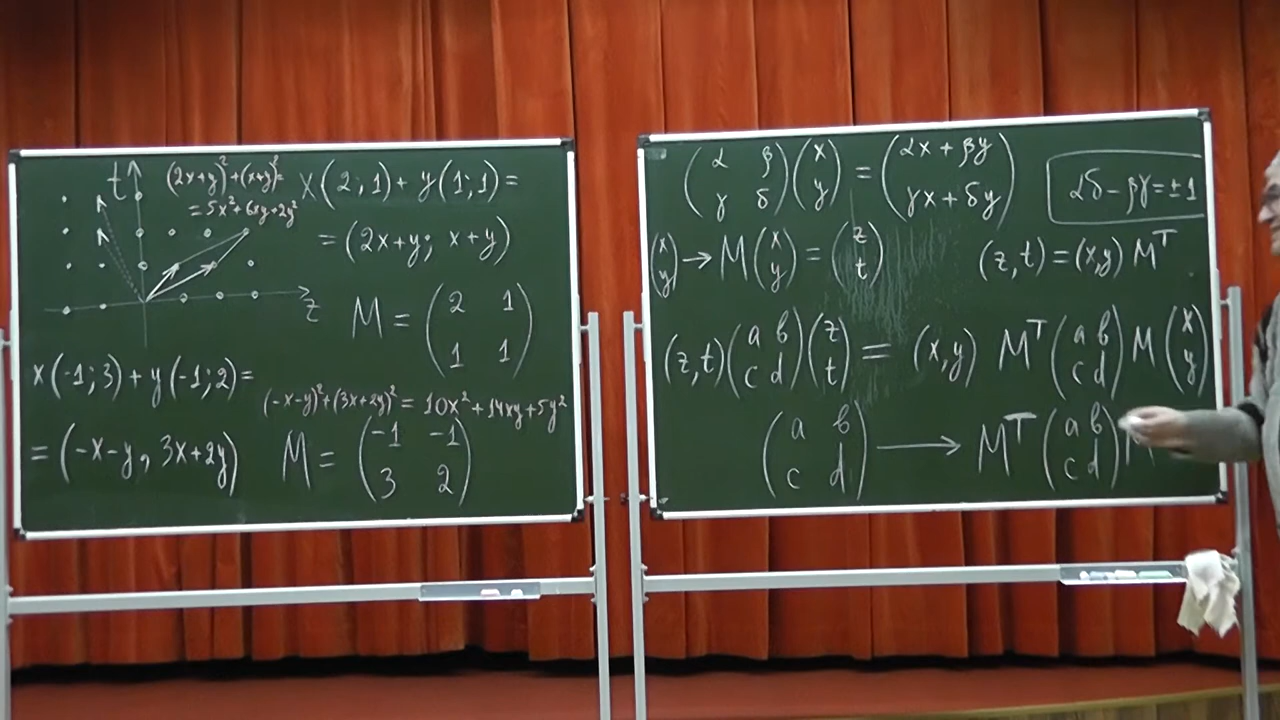 t
(2x+y)²+(x+y)²=
=5x²+6xy+2y²
x(2;1)+y(1;1)=
=(2x+y; x+y)
z
M = (2 1
1 1)
x(-1;3)+y(-1;2)=
(-x-y)²+(3x+2y)² = 10x²+14xy+5y²
=(-x-y, 3x+2y)
M = (-1 -1
3 2)
(α β
γ δ)(x
y) = (αx+βy
γx+δy)
αδ-βγ=±1
(x
y) → M(x
y) = (z
t)
(z,t)=(x,y) Mᵀ
(z,t)(a b
c d)(z
t) = (x,y) Mᵀ(a b
c d)M(x
y)
(a b
c d) → Mᵀ(a b
c d)M